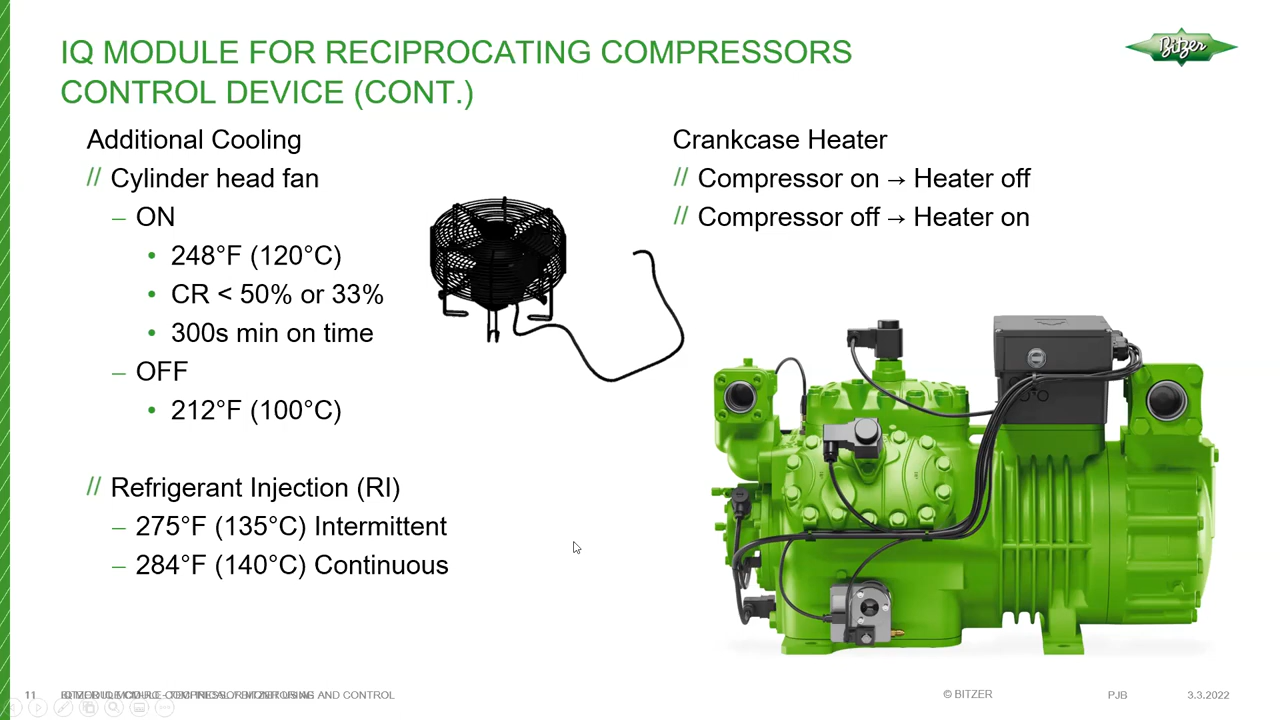 IQ MODULE FOR RECIPROCATING COMPRESSORS
CONTROL DEVICE (CONT.)
Bitzer
Additional Cooling
// Cylinder head fan
– ON
• 248°F (120°C)
• CR < 50% or 33%
• 300s min on time
– OFF
• 212°F (100°C)
// Refrigerant Injection (RI)
– 275°F (135°C) Intermittent
– 284°F (140°C) Continuous
Crankcase Heater
// Compressor on → Heater off
// Compressor off → Heater on
11
AND CONTROL
© BITZER
PJB
3.3.2022